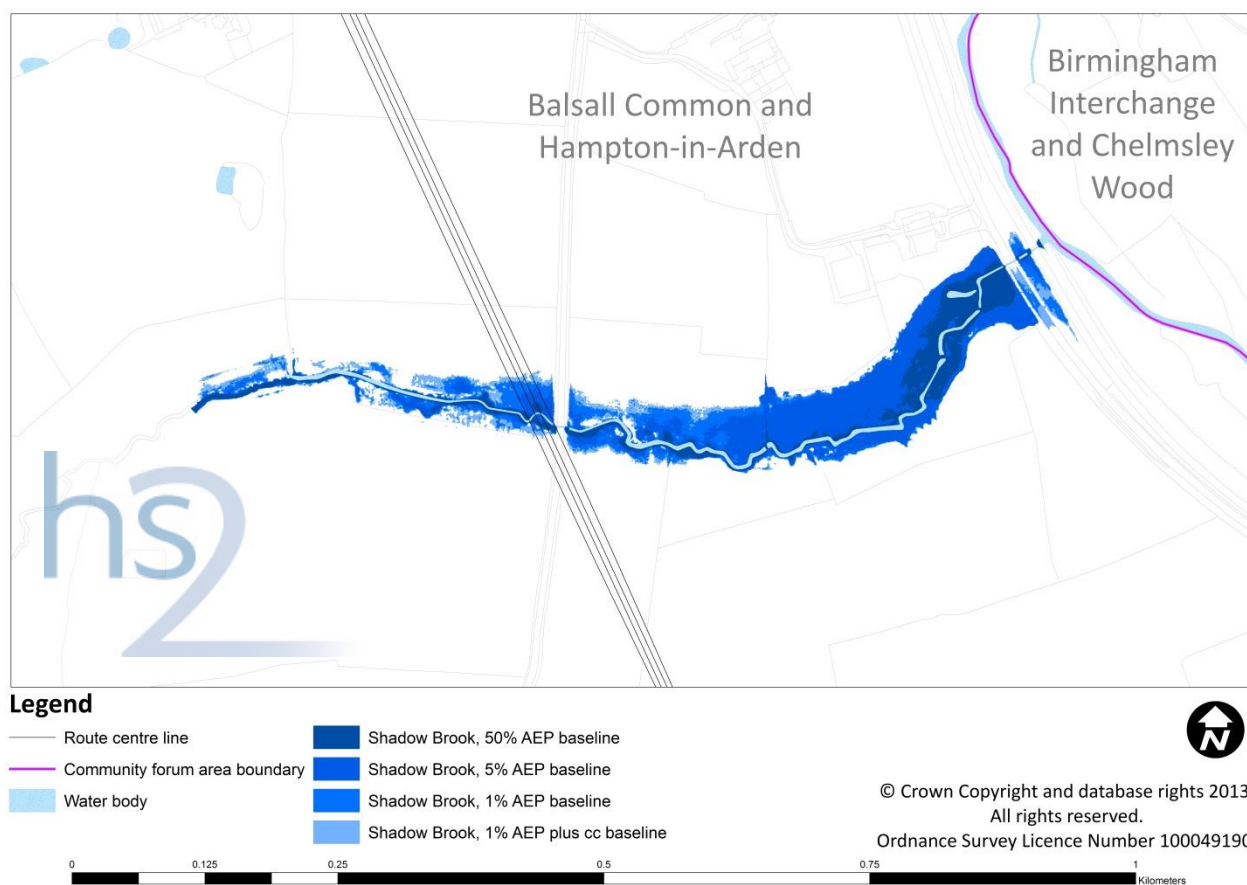 Balsall Common and
Hampton-in-Arden
Birmingham
Interchange
and Chelmsley
Wood
hs2
Legend
Route centre line
Community forum area boundary
Water body
Shadow Brook, 50% AEP baseline
Shadow Brook, 5% AEP baseline
Shadow Brook, 1% AEP baseline
Shadow Brook, 1% AEP plus cc baseline
N
© Crown Copyright and database rights 2013
All rights reserved.
Ordnance Survey Licence Number 100049190
0 0.125 0.25 0.5 0.75 1
Kilometers